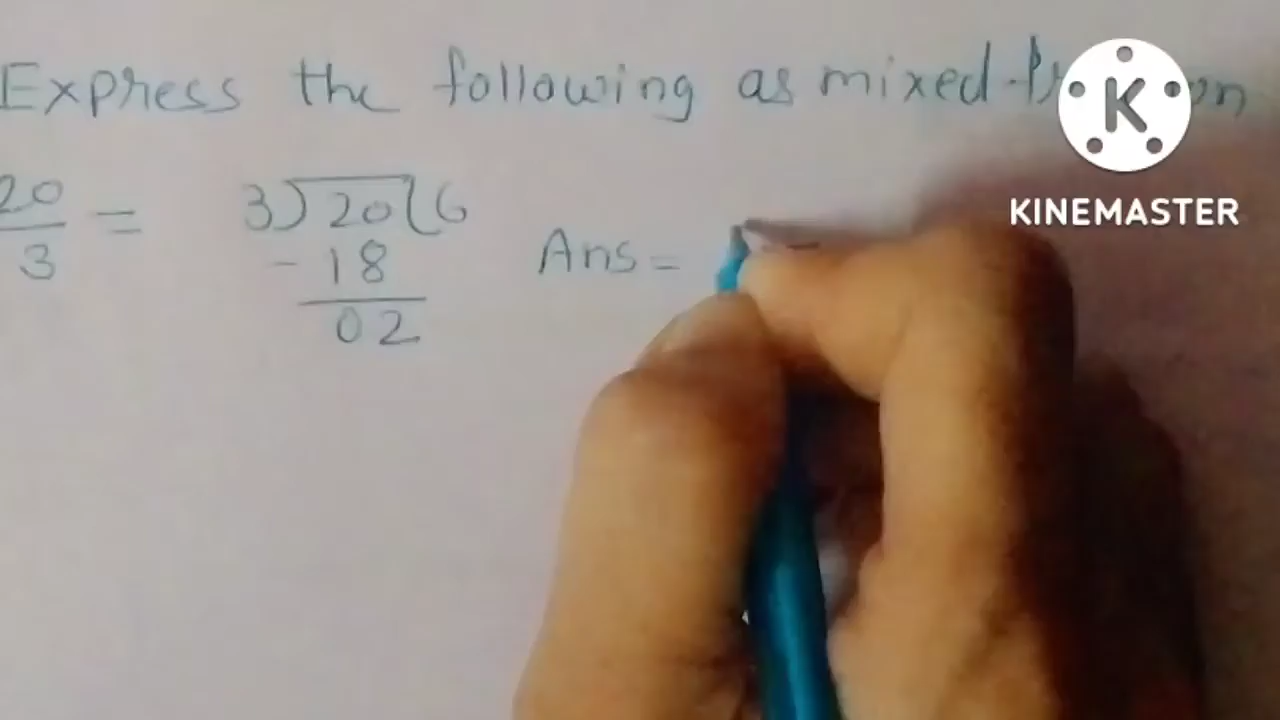 Express the following as mixed
20/3 = 3)20(6
-18
02
Ans =
K
KINEMASTER